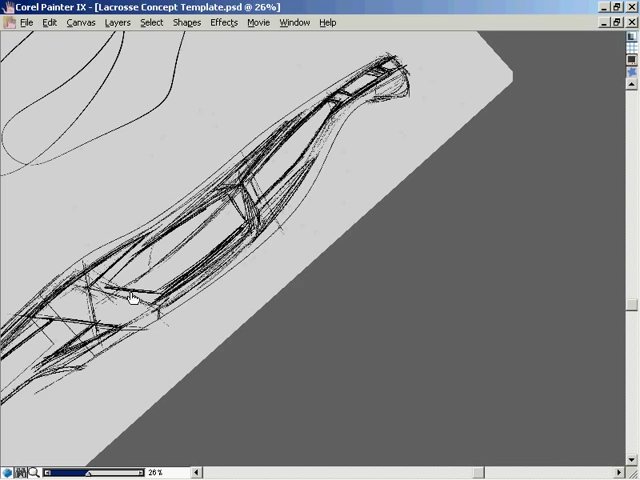 Corel Painter IX - [Lacrosse Concept Template.psd @ 26%]
File Edit Canvas Layers Select Shapes Effects Movie Window Help
26%